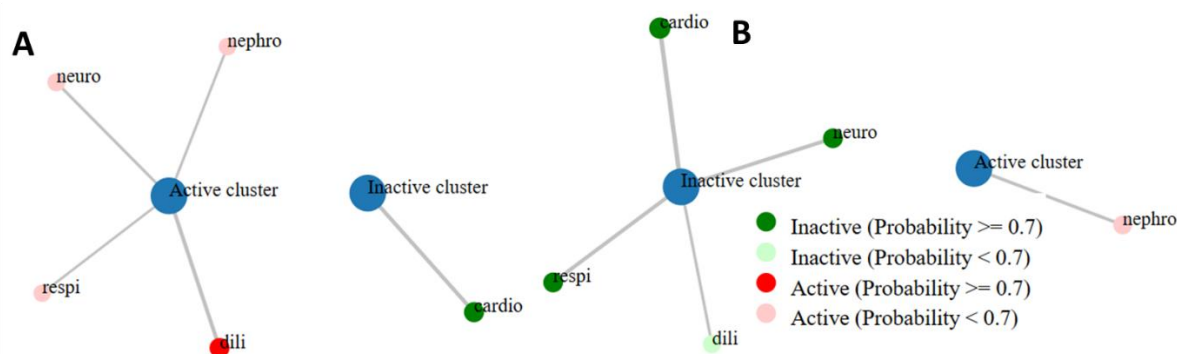 A
nephro
neuro
Active cluster
respi
dili
Inactive cluster
cardio
cardio
B
neuro
Inactive cluster
respi
dili
Active cluster
nephro
Inactive (Probability >= 0.7)
Inactive (Probability < 0.7)
Active (Probability >= 0.7)
Active (Probability < 0.7)